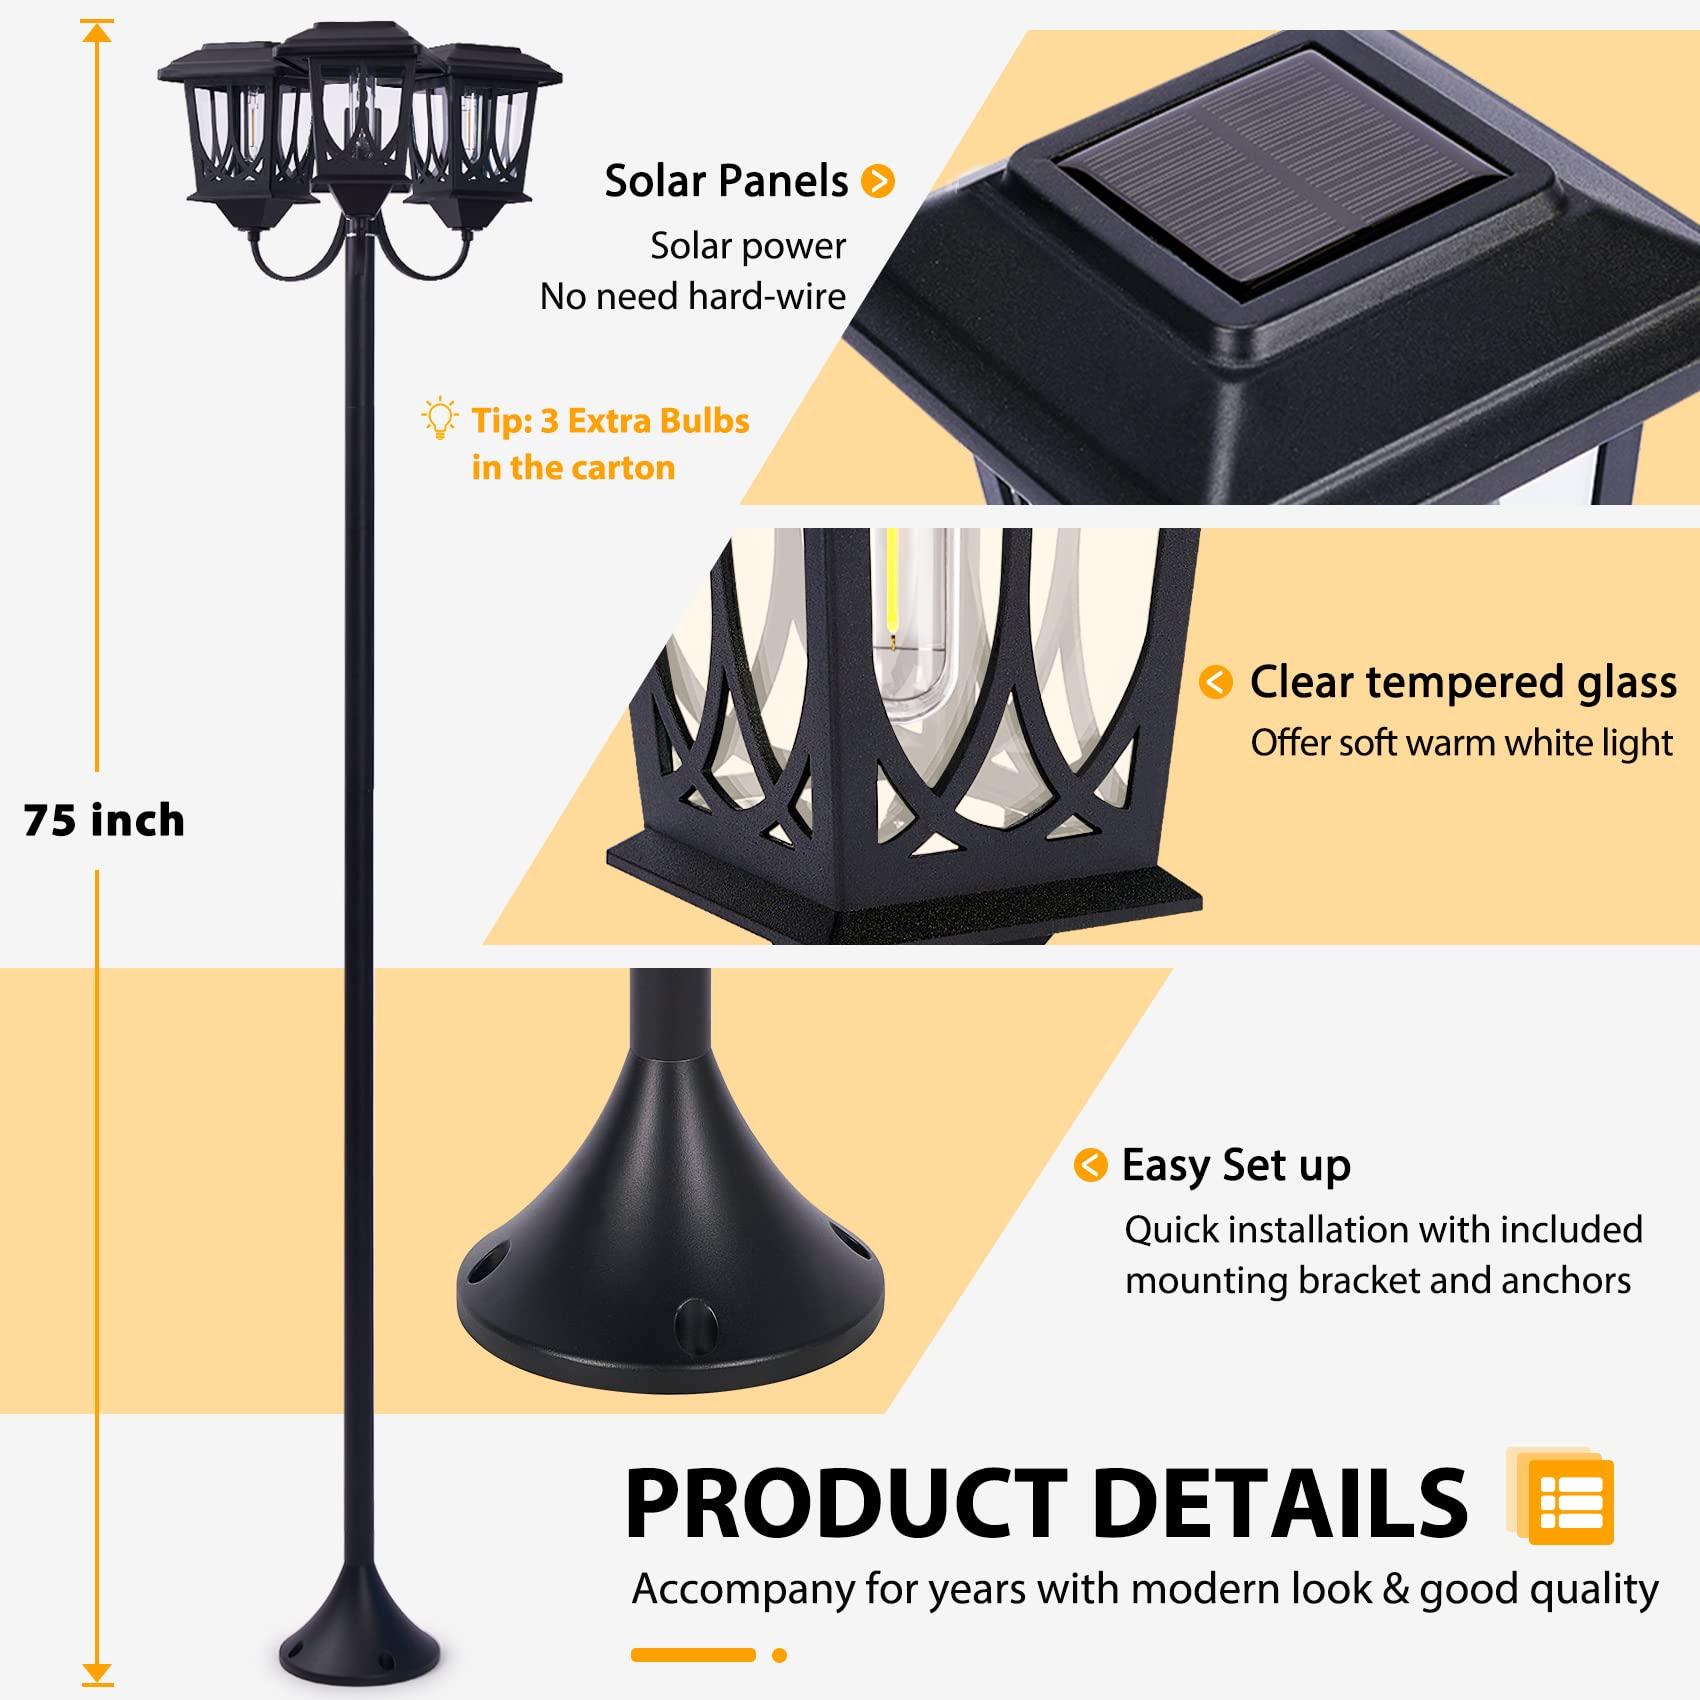 Solar Panels
Solar power
No need hard-wire
Tip: 3 Extra Bulbs
in the carton
Clear tempered glass
Offer soft warm white light
75 inch
Easy Set up
Quick installation with included
mounting bracket and anchors
PRODUCT DETAILS
Accompany for years with modern look & good quality